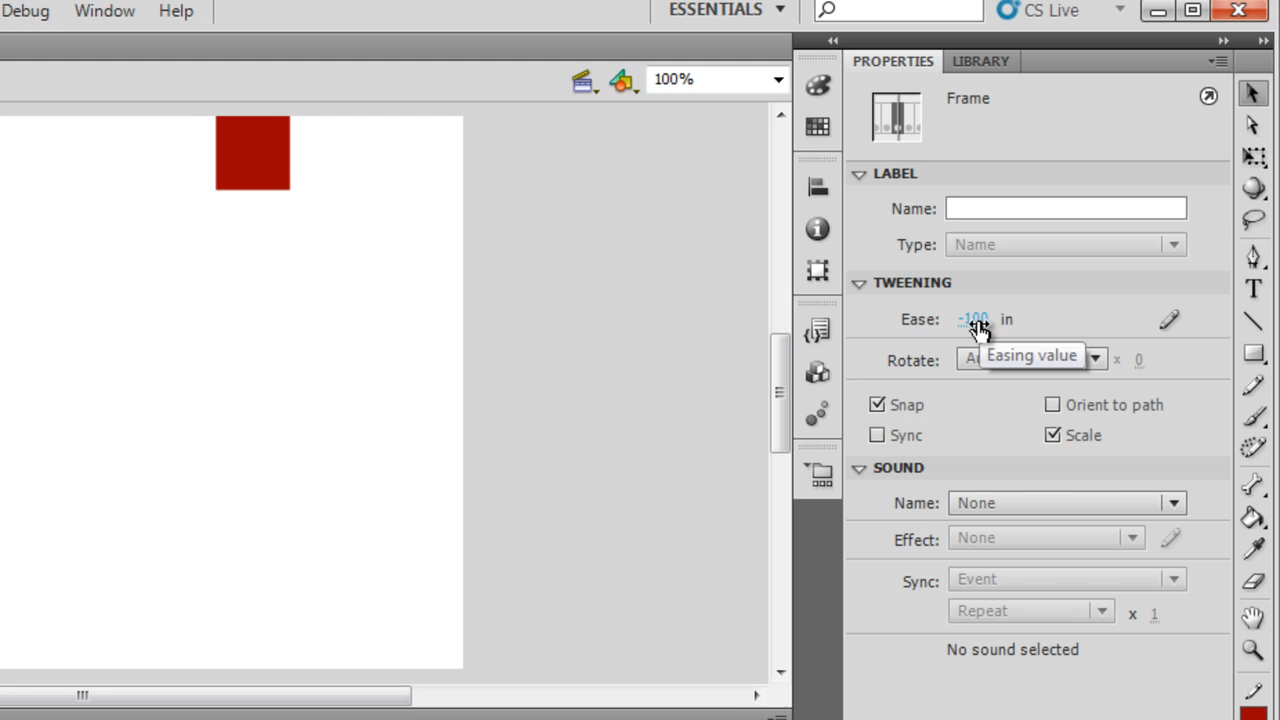 Debug Window Help
ESSENTIALS
CS Live
100%
PROPERTIES LIBRARY
Frame
LABEL
Name:
Type: Name
TWEENING
Ease: -100 in
Easing value
Rotate: x 0
Snap Orient to path
Sync Scale
SOUND
Name: None
Effect: None
Sync: Event
Repeat x 1
No sound selected